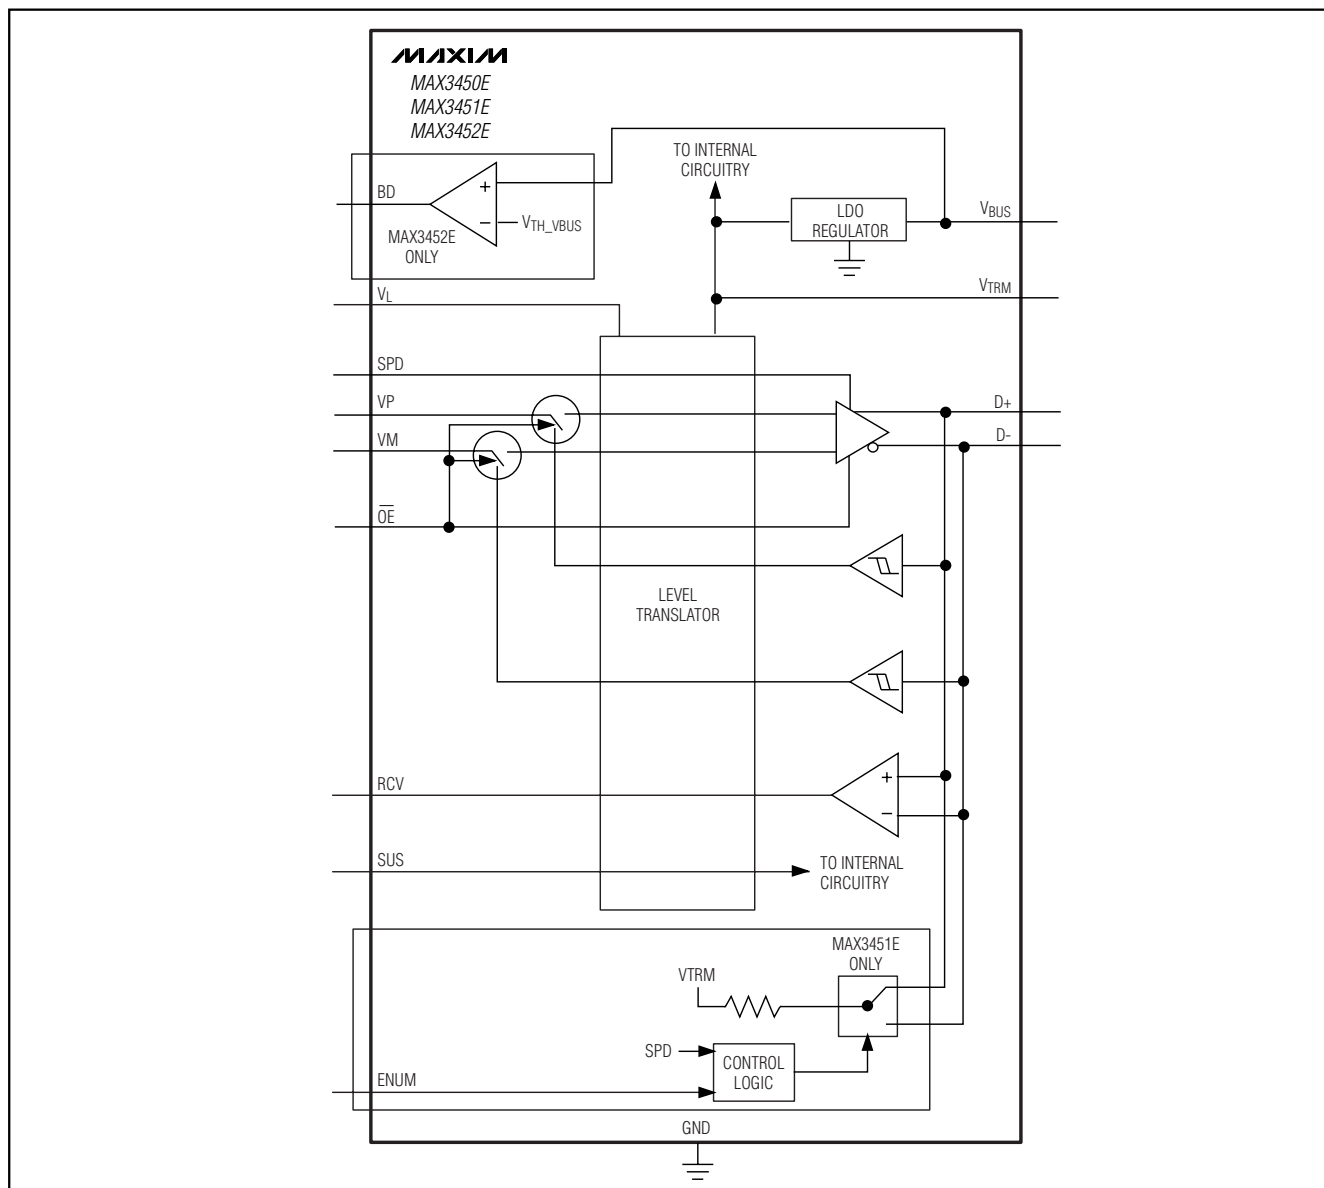 MAXIM
MAX3450E
MAX3451E
MAX3452E
TO INTERNAL
CIRCUITRY
BD
+
−
VTH_VBUS
MAX3452E
ONLY
LDO
REGULATOR
VBUS
VL
VTRM
SPD
VP
VM
OE
D+
D-
LEVEL
TRANSLATOR
RCV
+
−
SUS
TO INTERNAL
CIRCUITRY
MAX3451E
ONLY
VTRM
SPD
CONTROL
LOGIC
ENUM
GND